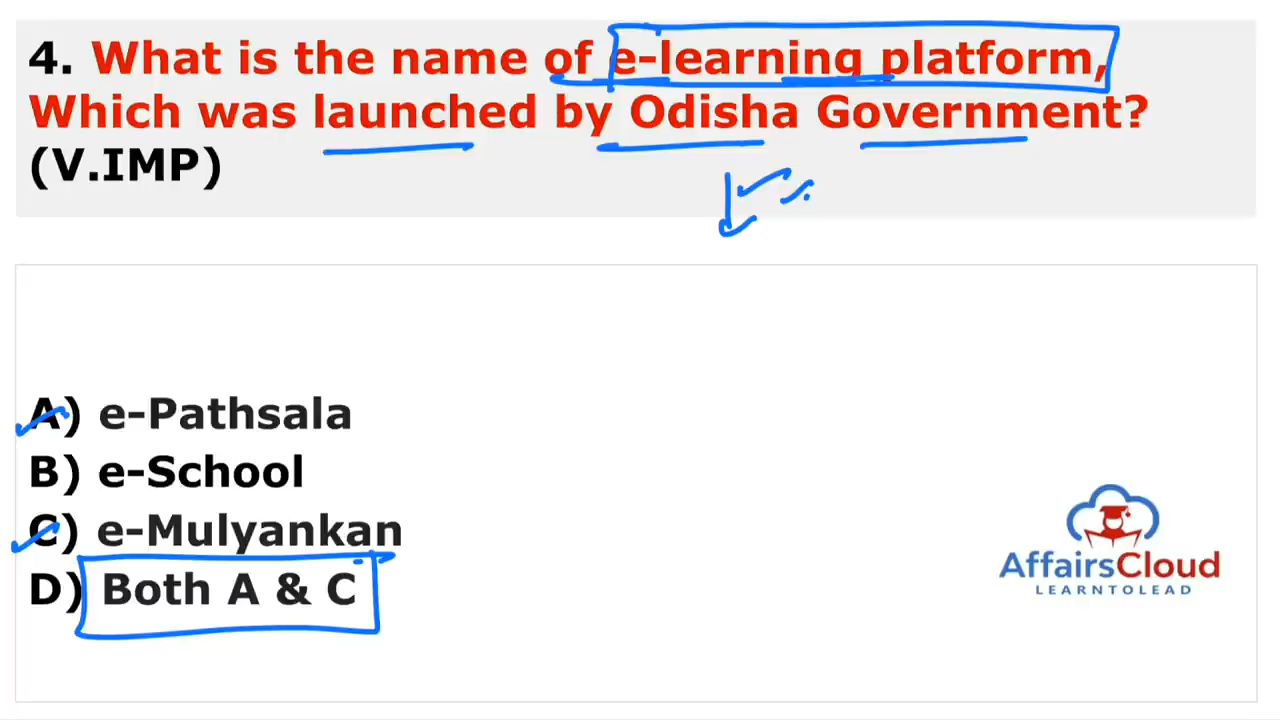 4. What is the name of e-learning platform,
Which was launched by Odisha Government?
(V.IMP)
A) e-Pathsala
B) e-School
C) e-Mulyankan
D) Both A & C
AffairsCloud
LEARNTOLEAD